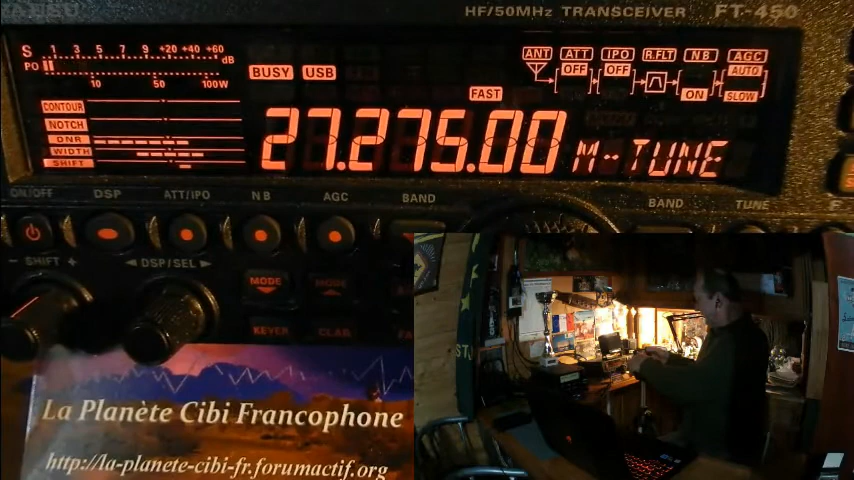 YAESU HF/50MHz TRANSCEIVER FT-450
S 1 3 5 7 9 +20 +40 +60 dB
PO
10 50 100W
BUSY USB
FAST
ANT ATT IPO R.FLT NB AGC
OFF OFF AUTO
ON SLOW
CONTOUR
NOTCH
DNR
WIDTH
SHIFT
27.275.00 M-TUNE
ON/OFF DSP ATT/IPO NB AGC BAND BAND TUNE
- SHIFT + ◄DSP/SEL► MODE MODE
KEYER CLAR
La Planète Cibi Francophone
http://la-planete-cibi-fr.forumactif.org